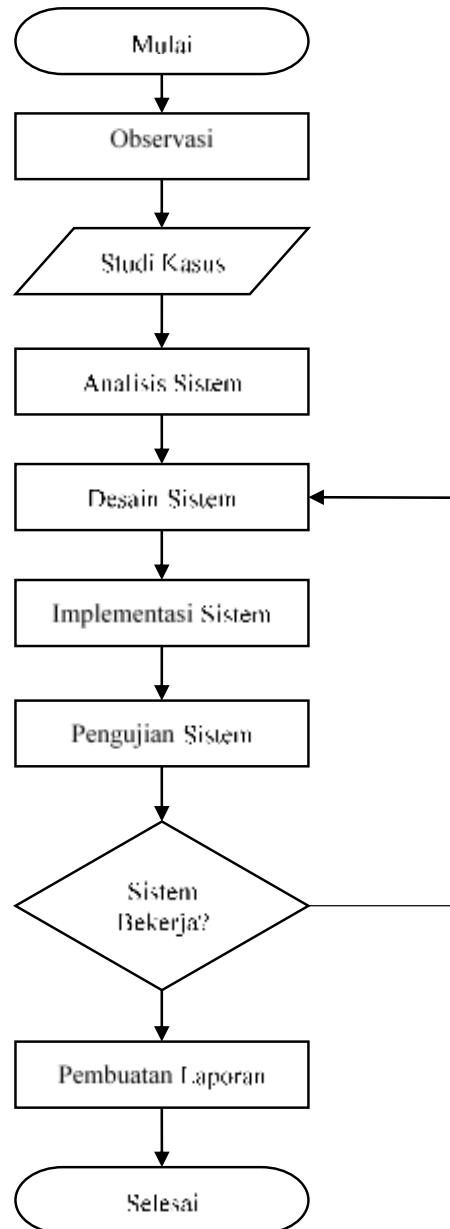 Mulai
Observasi
Studi Kasus
Analisis Sistem
Desain Sistem
Implementasi Sistem
Pengujian Sistem
Sistem
Bekerja?
Pembuatan Laporan
Selesai